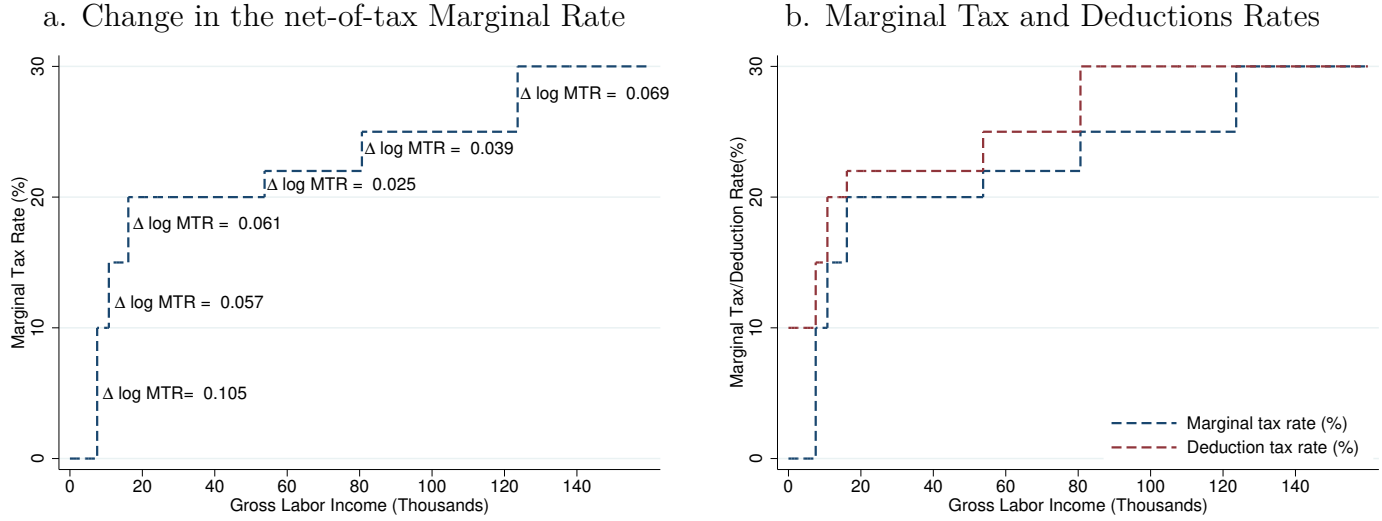 a. Change in the net-of-tax Marginal Rate
Marginal Tax Rate (%)
30
20
10
0
Δ log MTR = 0.069
Δ log MTR = 0.039
Δ log MTR = 0.025
Δ log MTR = 0.061
Δ log MTR = 0.057
Δ log MTR= 0.105
0 20 40 60 80 100 120 140
Gross Labor Income (Thousands)
b. Marginal Tax and Deductions Rates
Marginal Tax/Deduction Rate(%)
30
20
10
0
Marginal tax rate (%)
Deduction tax rate (%)
0 20 40 60 80 100 120 140
Gross Labor Income (Thousands)